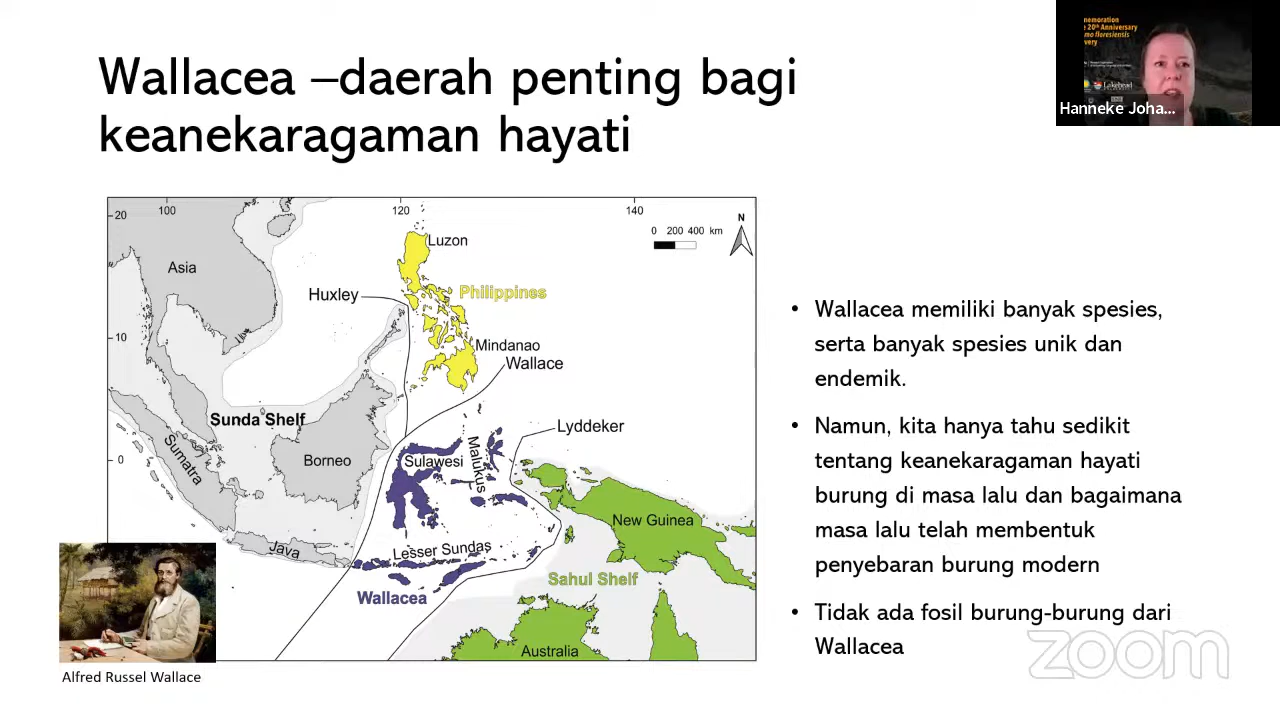 Wallacea –daerah penting bagi
keanekaragaman hayati
20th Anniversary
Lakehead
Hanneke Joha...
100
120
140
20
10
0
N
0 200 400 km
Asia
Luzon
Huxley
Philippines
Mindanao
Wallace
Sunda Shelf
Lyddeker
Sumatra
Borneo
Sulawesi
Malukus
New Guinea
Java
Lesser Sundas
Sahul Shelf
Wallacea
Australia
Alfred Russel Wallace
• Wallacea memiliki banyak spesies,
serta banyak spesies unik dan
endemik.
• Namun, kita hanya tahu sedikit
tentang keanekaragaman hayati
burung di masa lalu dan bagaimana
masa lalu telah membentuk
penyebaran burung modern
• Tidak ada fosil burung-burung dari
Wallacea
zoom